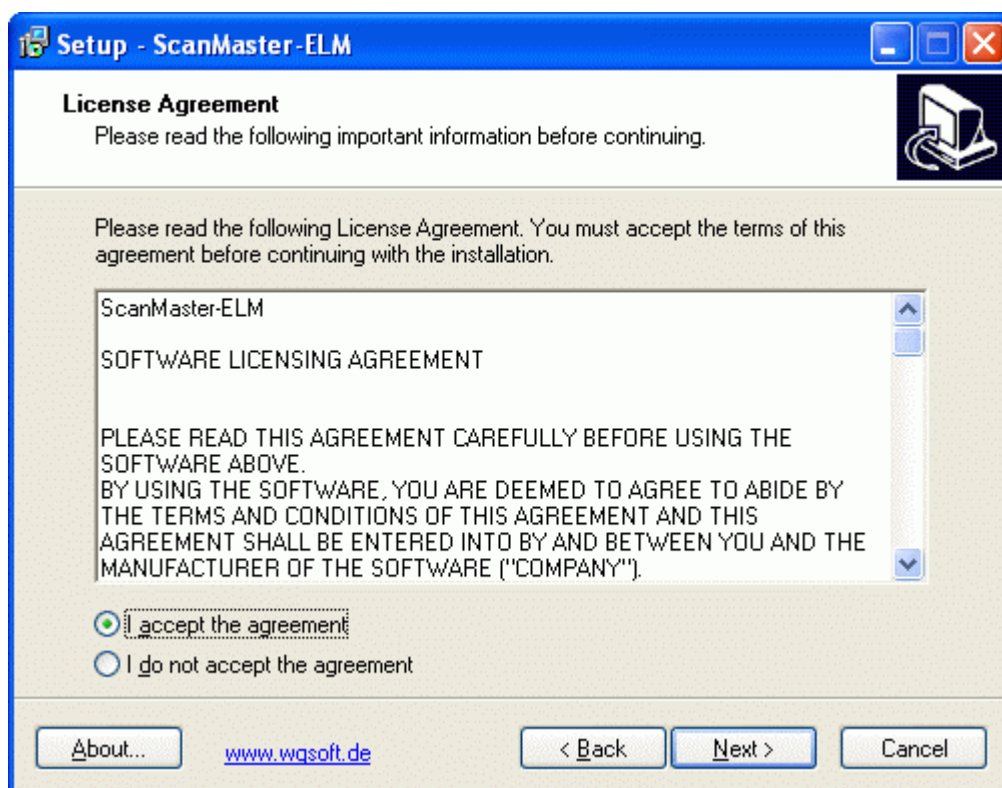 Setup - ScanMaster-ELM
License Agreement
Please read the following important information before continuing.
Please read the following License Agreement. You must accept the terms of this
agreement before continuing with the installation.
ScanMaster-ELM
SOFTWARE LICENSING AGREEMENT
PLEASE READ THIS AGREEMENT CAREFULLY BEFORE USING THE
SOFTWARE ABOVE.
BY USING THE SOFTWARE, YOU ARE DEEMED TO AGREE TO ABIDE BY
THE TERMS AND CONDITIONS OF THIS AGREEMENT AND THIS
AGREEMENT SHALL BE ENTERED INTO BY AND BETWEEN YOU AND THE
MANUFACTURER OF THE SOFTWARE ("COMPANY").
I accept the agreement
I do not accept the agreement
About... www.wgsoft.de < Back Next > Cancel